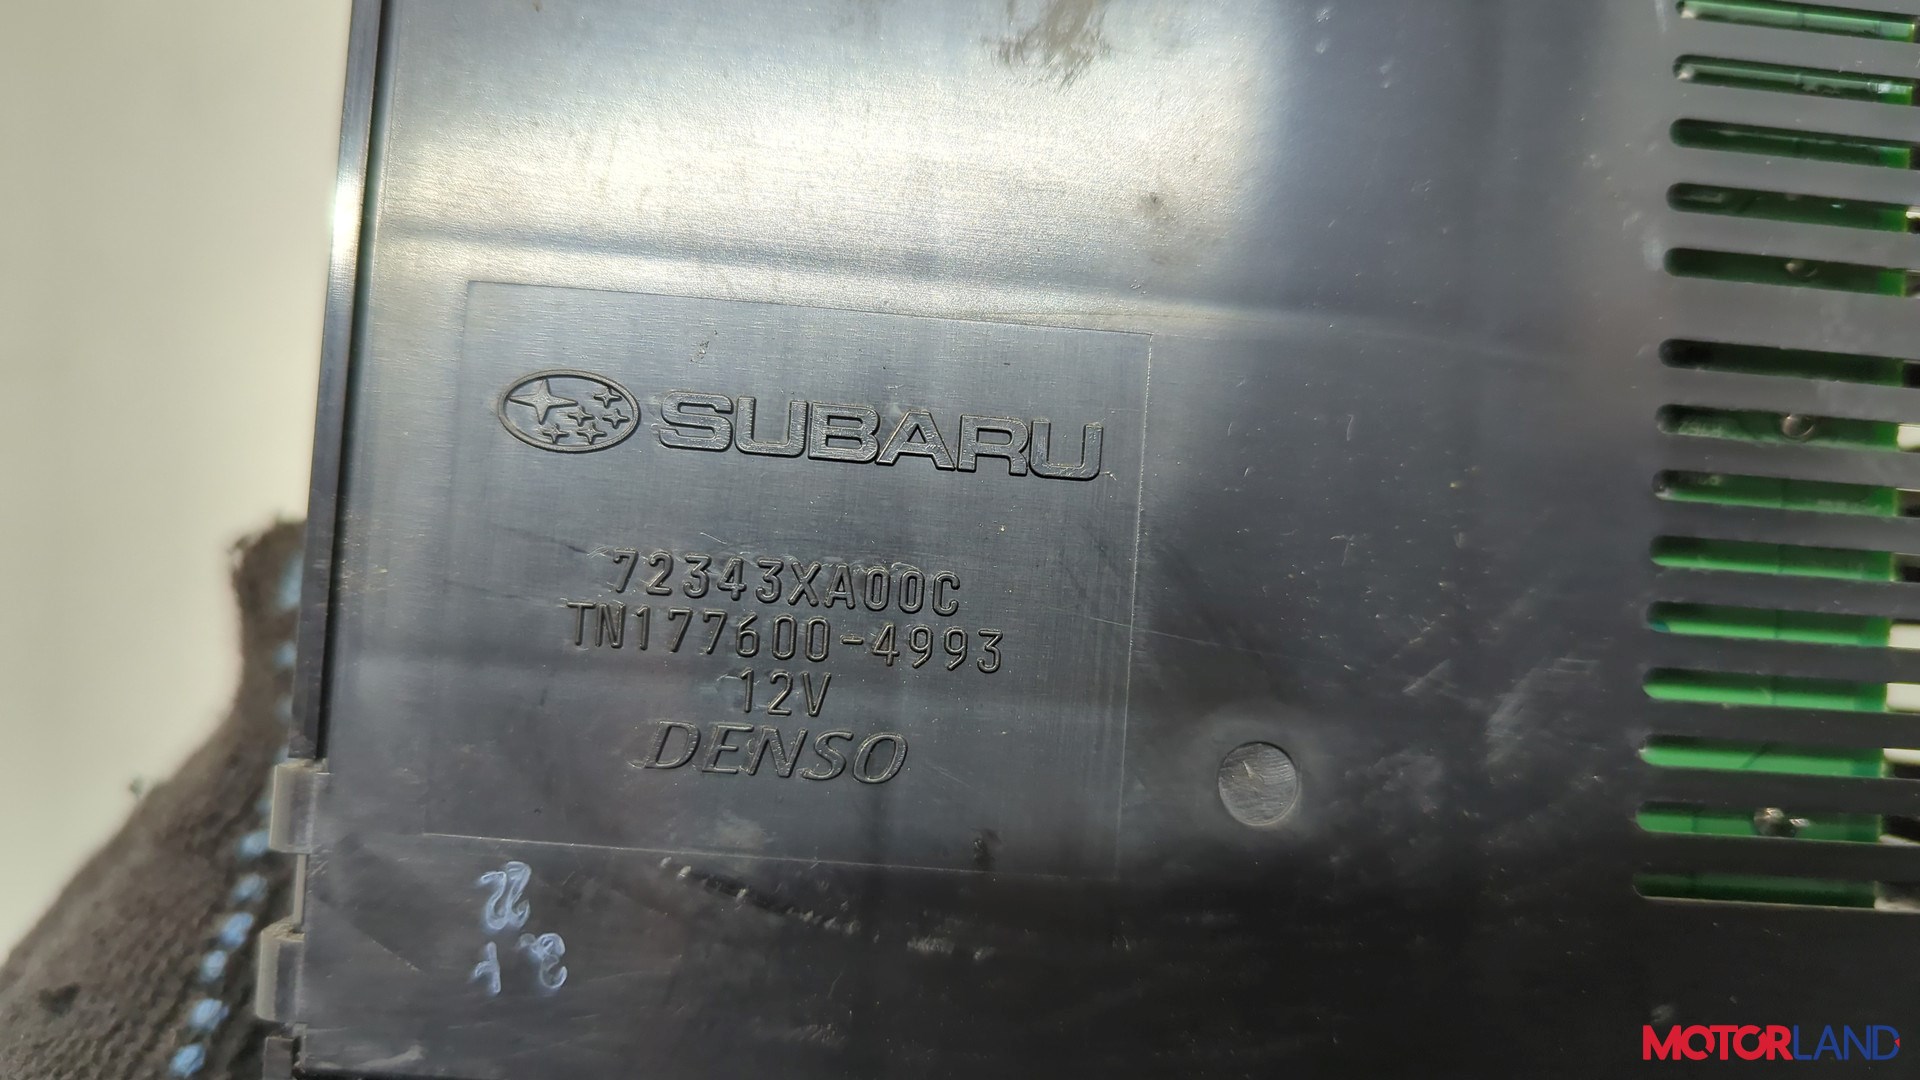 SUBARU
72343XA00C
TN177600-4993
12V
DENSO
MOTORLAND